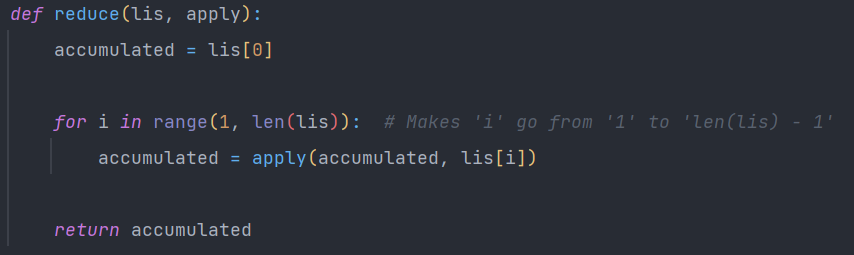 def reduce(lis, apply):
    accumulated = lis[0]

    for i in range(1, len(lis)):  # Makes 'i' go from '1' to 'len(lis) - 1'
        accumulated = apply(accumulated, lis[i])

    return accumulated